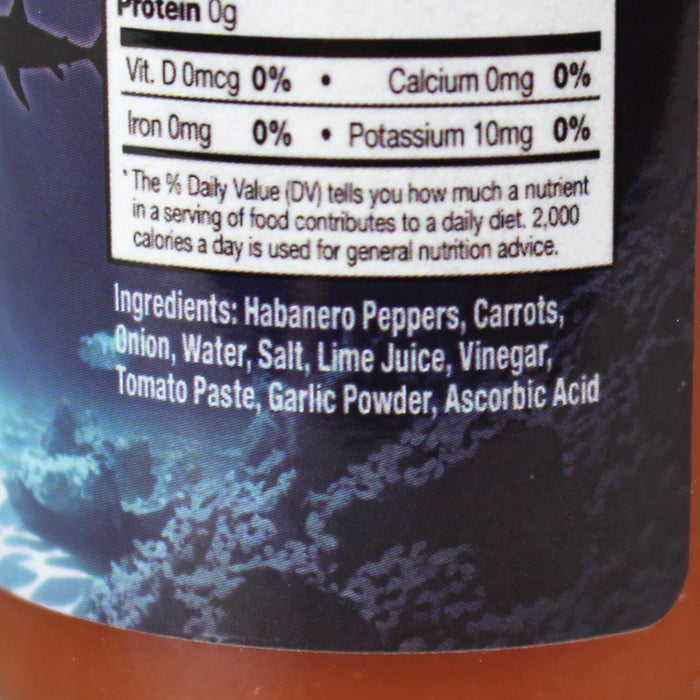 Protein 0g
Vit. D 0mcg 0% • Calcium 0mg 0%
Iron 0mg 0% • Potassium 10mg 0%
*The % Daily Value (DV) tells you how much a nutrient
in a serving of food contributes to a daily diet. 2,000
calories a day is used for general nutrition advice.
Ingredients: Habanero Peppers, Carrots,
Onion, Water, Salt, Lime Juice, Vinegar,
Tomato Paste, Garlic Powder, Ascorbic Acid